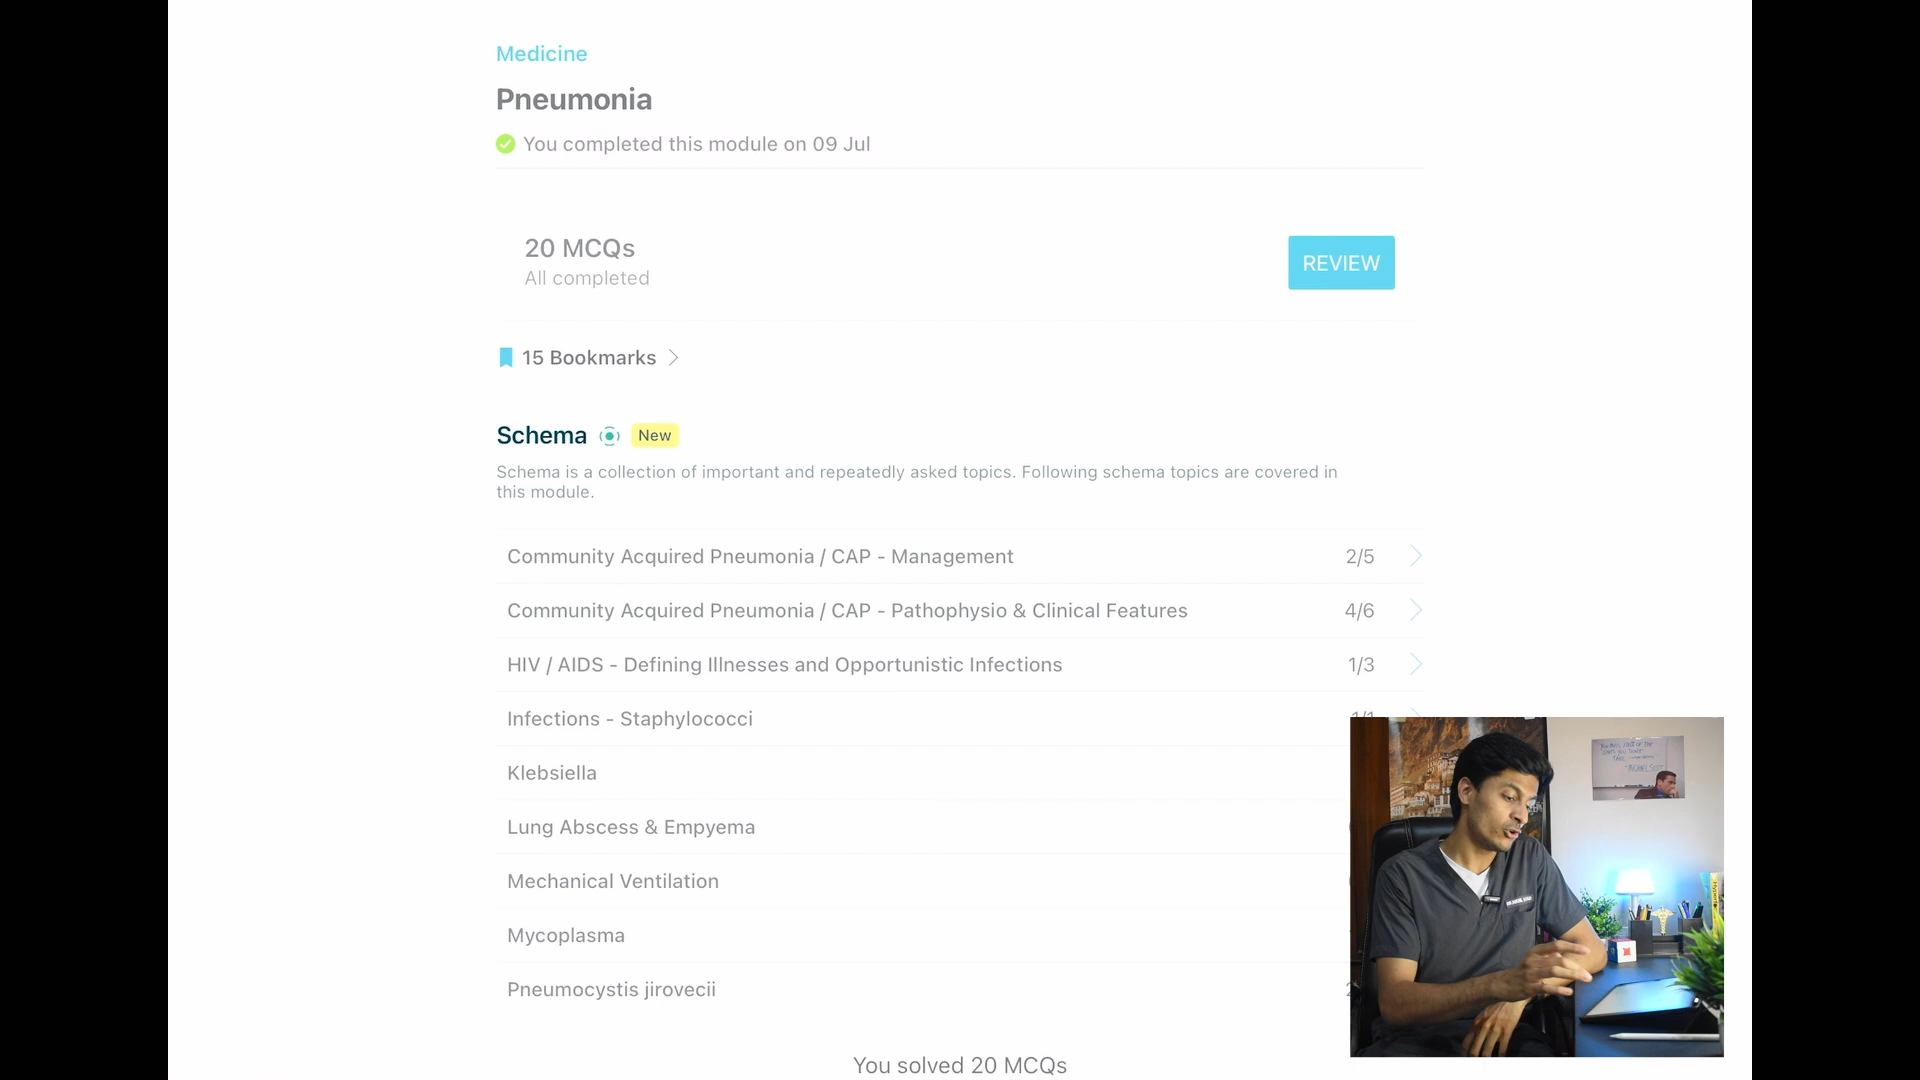 Medicine
Pneumonia
You completed this module on 09 Jul
20 MCQs
All completed
REVIEW
15 Bookmarks
Schema New
Schema is a collection of important and repeatedly asked topics. Following schema topics are covered in
this module.
Community Acquired Pneumonia / CAP - Management 2/5
Community Acquired Pneumonia / CAP - Pathophysio & Clinical Features 4/6
HIV / AIDS - Defining Illnesses and Opportunistic Infections 1/3
Infections - Staphylococci 1/1
Klebsiella
Lung Abscess & Empyema
Mechanical Ventilation
Mycoplasma
Pneumocystis jirovecii
You solved 20 MCQs